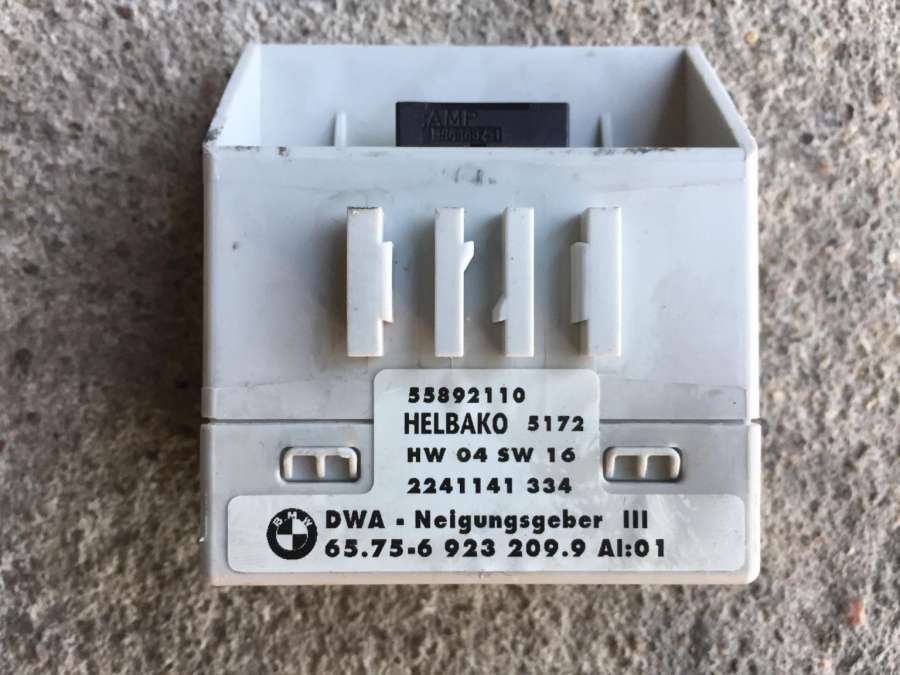 AMP
55892110
HELBAKO 5172
HW 04 SW 16
2241141 334
BMW
DWA - Neigungsgeber III
65.75-6 923 209.9 AI:01